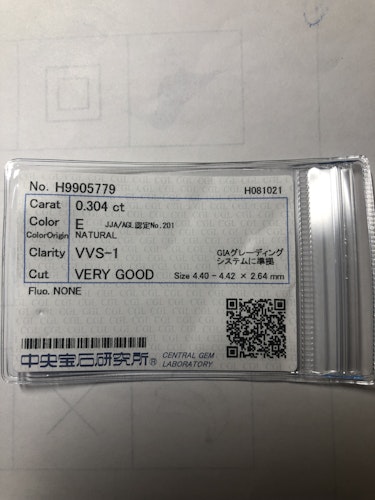 No. H9905779 H081021
Carat 0.304 ct
Color E JJA/AGL認定No.201
ColorOrigin NATURAL
Clarity VVS-1 GIAグレーディング
システムに準拠
Cut VERY GOOD Size 4.40 - 4.42 × 2.64 mm
Fluo. NONE
中央宝石研究所® CENTRAL GEM
LABORATORY